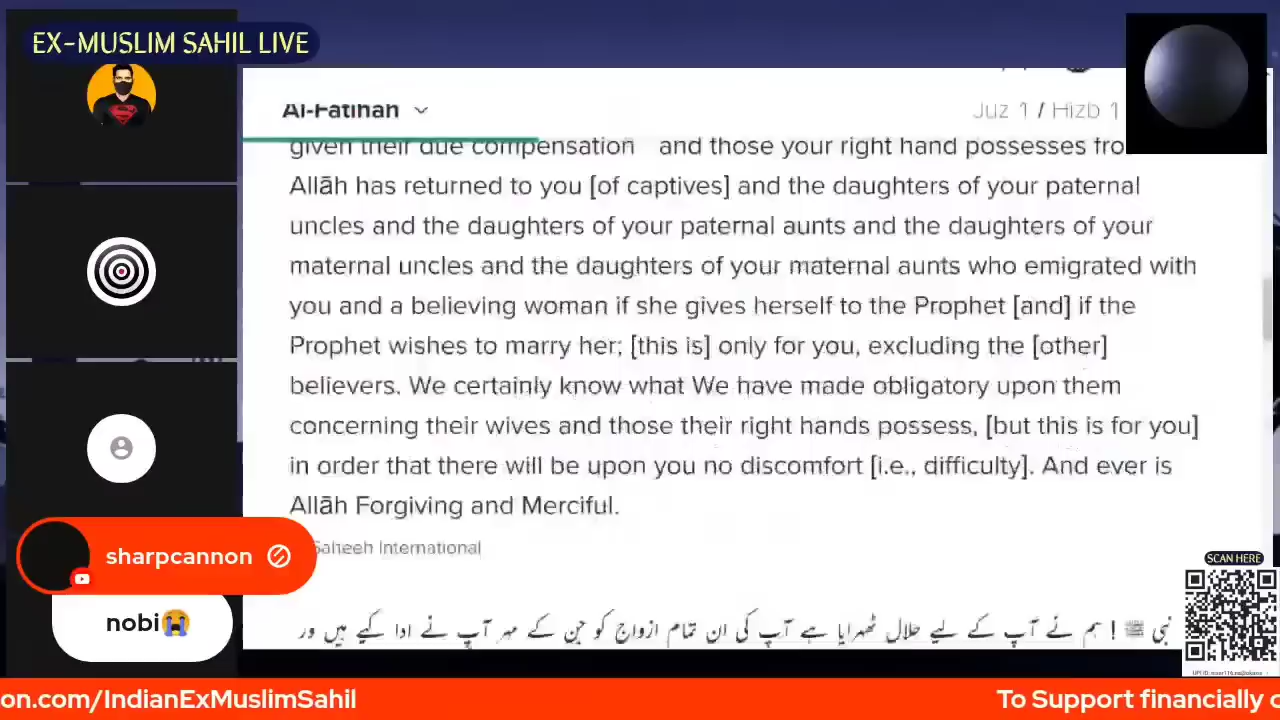 EX-MUSLIM SAHIL LIVE
Al-Fatihah
Juz 1 / Hizb 1
given their due compensation and those your right hand possesses
Allāh has returned to you [of captives] and the daughters of your paternal
uncles and the daughters of your paternal aunts and the daughters of your
maternal uncles and the daughters of your maternal aunts who emigrated with
you and a believing woman if she gives herself to the Prophet [and] if the
Prophet wishes to marry her; [this is] only for you, excluding the [other]
believers. We certainly know what We have made obligatory upon them
concerning their wives and those their right hands possess, [but this is for you]
in order that there will be upon you no discomfort [i.e., difficulty]. And ever is
Allāh Forgiving and Merciful.
Saheeh International
نبی ﷺ ! ہم نے آپ کے لیے حلال ٹھہرایا ہے آپ کی ان تمام ازواج کو جن کے مہر آپ نے ادا کیے ہیں ور
sharpcannon
nobi😭
SCAN HERE
on.com/IndianExMuslimSahil
To Support financially